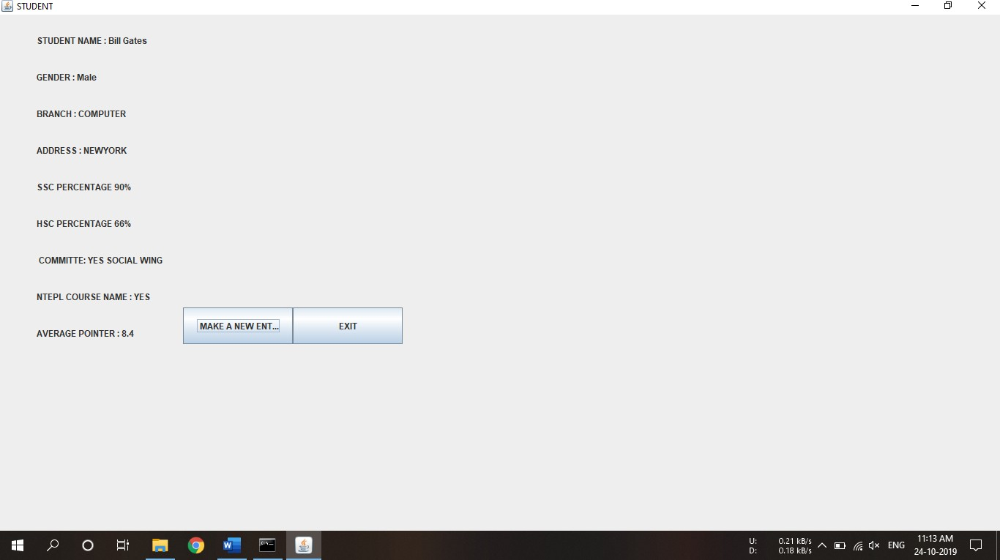 STUDENT
STUDENT NAME : Bill Gates
GENDER : Male
BRANCH : COMPUTER
ADDRESS : NEWYORK
SSC PERCENTAGE 90%
HSC PERCENTAGE 66%
COMMITTE: YES SOCIAL WING
NTEPL COURSE NAME : YES
MAKE A NEW ENT... EXIT
AVERAGE POINTER : 8.4
U: 0.21 kB/s
D: 0.18 kB/s
ENG
11:13 AM
24-10-2019